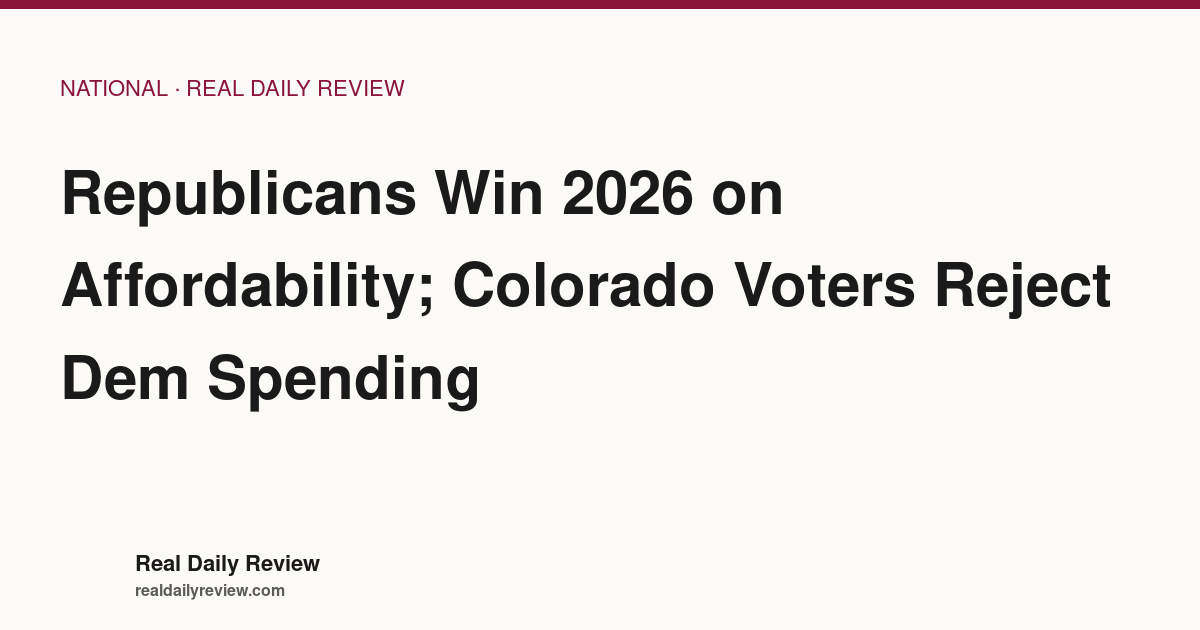 NATIONAL · REAL DAILY REVIEW
Republicans Win 2026 on
Affordability; Colorado Voters Reject
Dem Spending
Real Daily Review
realdailyreview.com